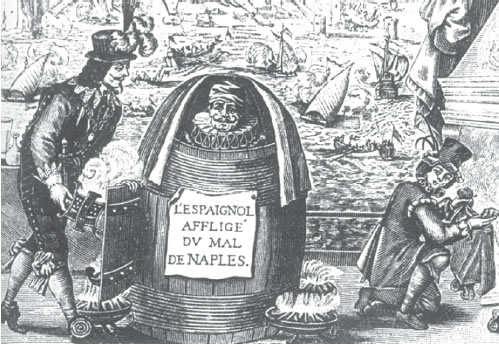 L'ESPAIGNOL
AFFLIGÉ
DV MAL
DE NAPLES.